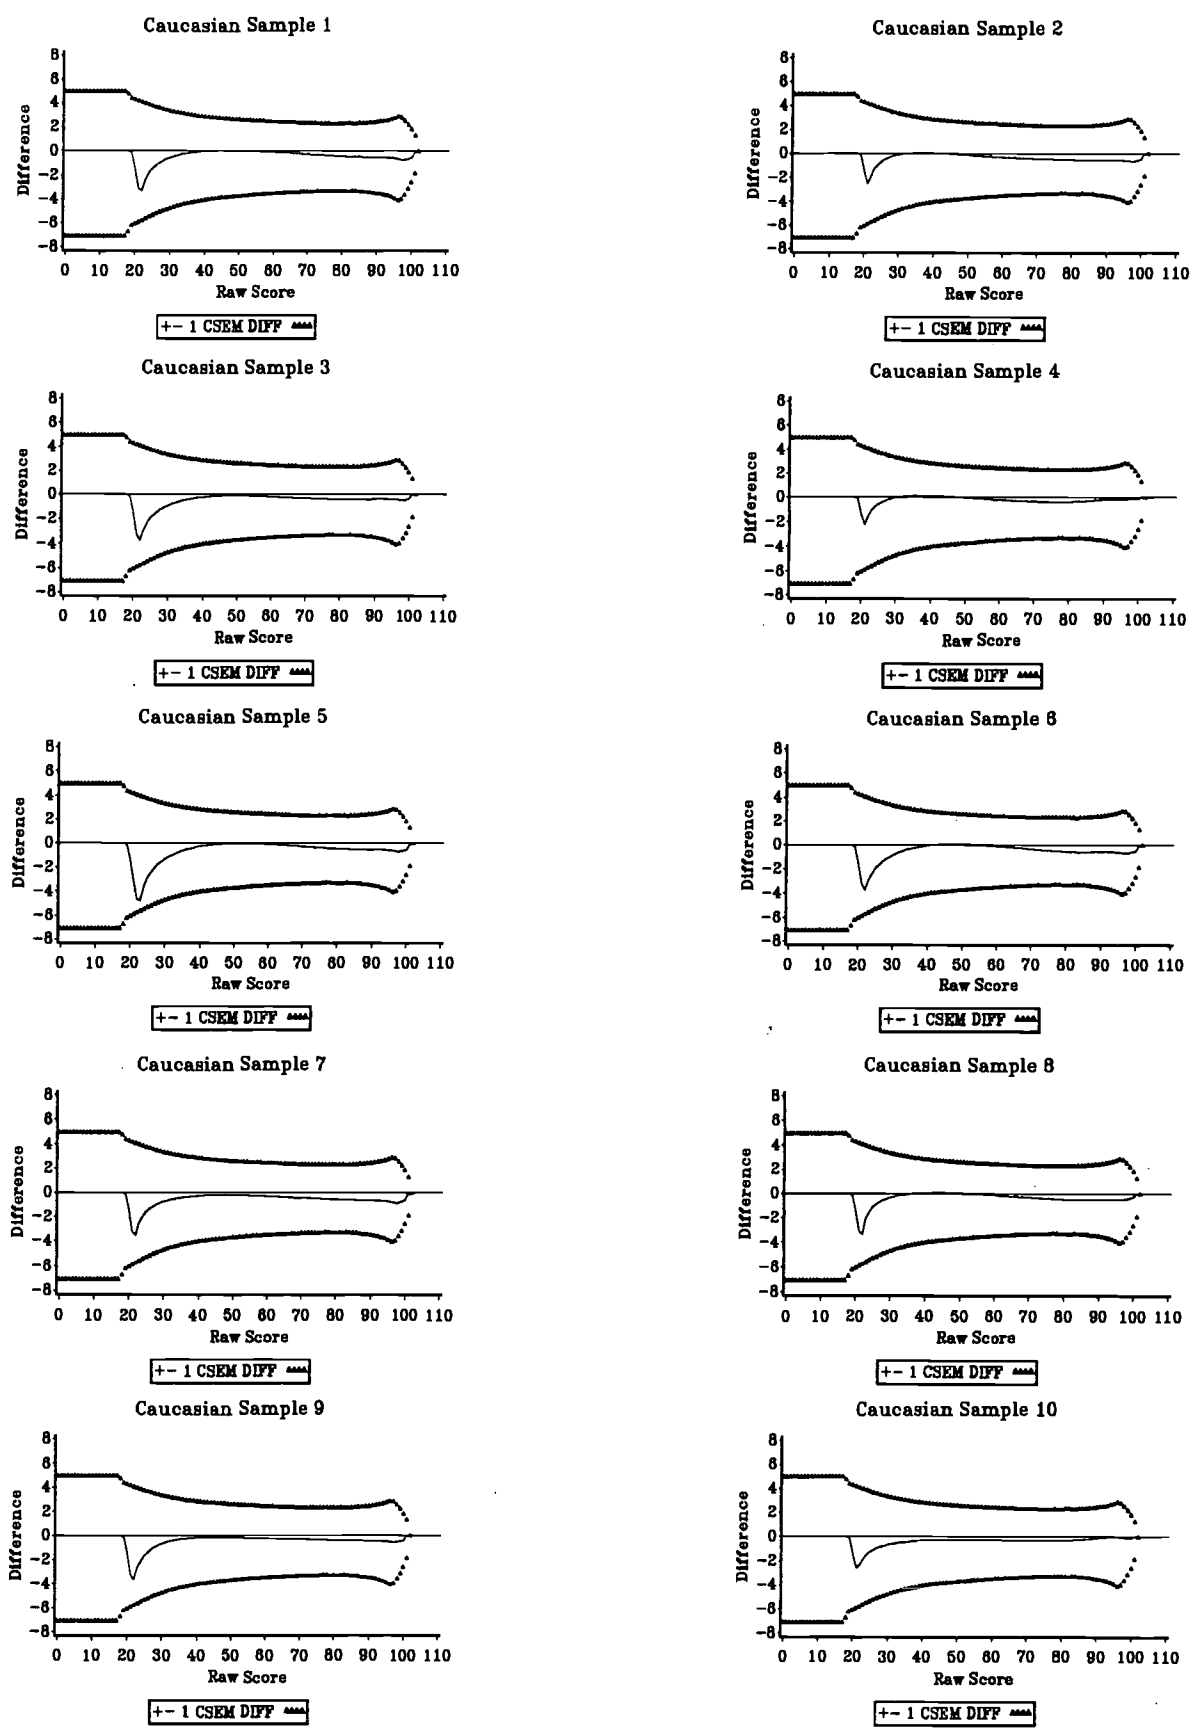 Caucasian Sample 1
8
6
4
2
0
-2
-4
-6
-8
Difference
0 10 20 30 40 50 60 70 80 90 100 110
Raw Score
+- 1 CSEM DIFF
Caucasian Sample 2
8
6
4
2
0
-2
-4
-6
-8
Difference
0 10 20 30 40 50 60 70 80 90 100 110
Raw Score
+- 1 CSEM DIFF
Caucasian Sample 3
8
6
4
2
0
-2
-4
-6
-8
Difference
0 10 20 30 40 50 60 70 80 90 100 110
Raw Score
+- 1 CSEM DIFF
Caucasian Sample 4
8
6
4
2
0
-2
-4
-6
-8
Difference
0 10 20 30 40 50 60 70 80 90 100 110
Raw Score
+- 1 CSEM DIFF
Caucasian Sample 5
8
6
4
2
0
-2
-4
-6
-8
Difference
0 10 20 30 40 50 60 70 80 90 100 110
Raw Score
+- 1 CSEM DIFF
Caucasian Sample 6
8
6
4
2
0
-2
-4
-6
-8
Difference
0 10 20 30 40 50 60 70 80 90 100 110
Raw Score
+- 1 CSEM DIFF
Caucasian Sample 7
8
6
4
2
0
-2
-4
-6
-8
Difference
0 10 20 30 40 50 60 70 80 90 100 110
Raw Score
+- 1 CSEM DIFF
Caucasian Sample 8
8
6
4
2
0
-2
-4
-6
-8
Difference
0 10 20 30 40 50 60 70 80 90 100 110
Raw Score
+- 1 CSEM DIFF
Caucasian Sample 9
8
6
4
2
0
-2
-4
-6
-8
Difference
0 10 20 30 40 50 60 70 80 90 100 110
Raw Score
+- 1 CSEM DIFF
Caucasian Sample 10
8
6
4
2
0
-2
-4
-6
-8
Difference
0 10 20 30 40 50 60 70 80 90 100 110
Raw Score
+- 1 CSEM DIFF